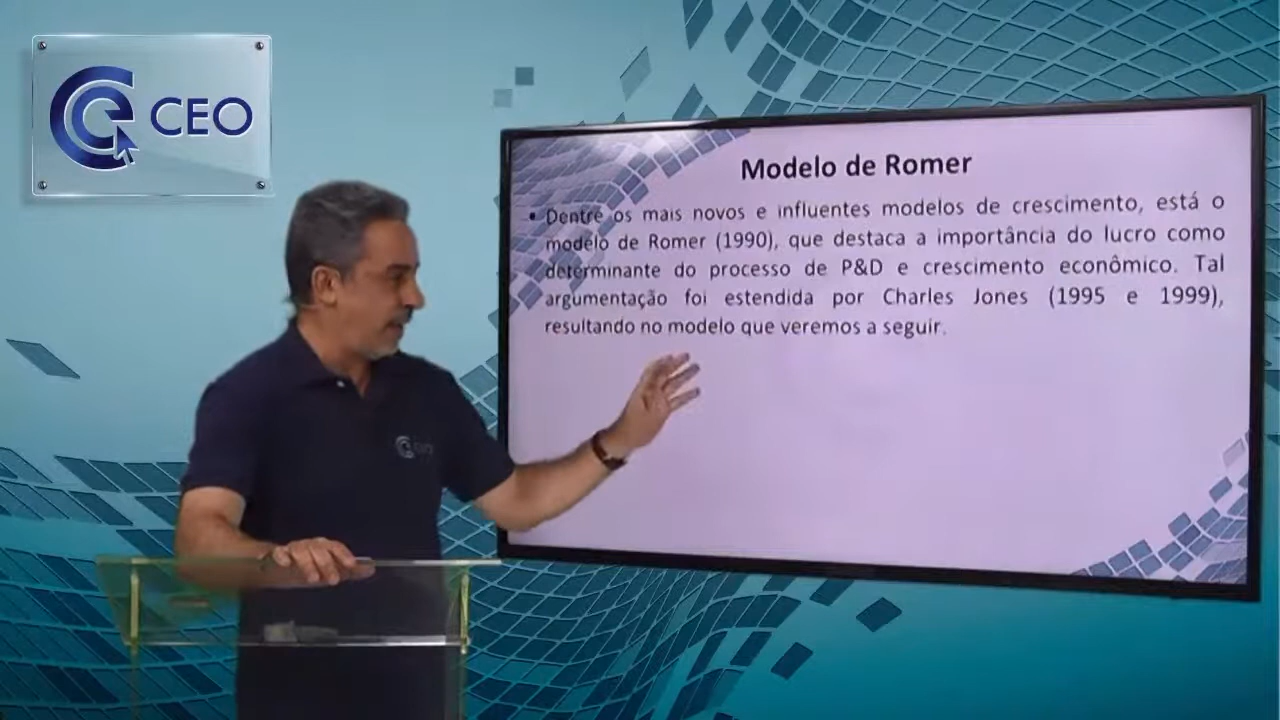 CEO
Modelo de Romer
• Dentre os mais novos e influentes modelos de crescimento, está o
modelo de Romer (1990), que destaca a importância do lucro como
determinante do processo de P&D e crescimento econômico. Tal
argumentação foi estendida por Charles Jones (1995 e 1999),
resultando no modelo que veremos a seguir.